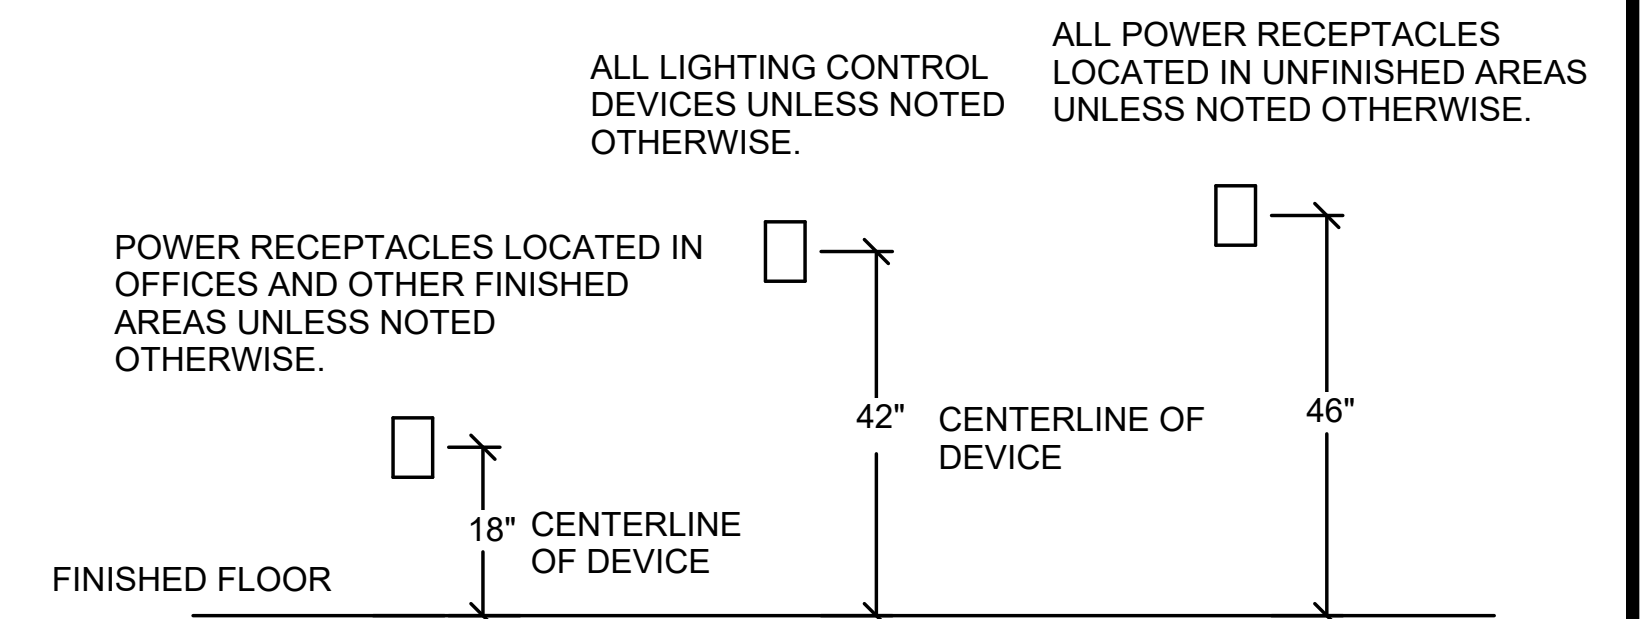 ALL POWER RECEPTACLES
LOCATED IN UNFINISHED AREAS
UNLESS NOTED OTHERWISE.
ALL LIGHTING CONTROL
DEVICES UNLESS NOTED
OTHERWISE.
POWER RECEPTACLES LOCATED IN
OFFICES AND OTHER FINISHED
AREAS UNLESS NOTED
OTHERWISE.
46"
42"
CENTERLINE OF
DEVICE
18"
CENTERLINE
OF DEVICE
FINISHED FLOOR